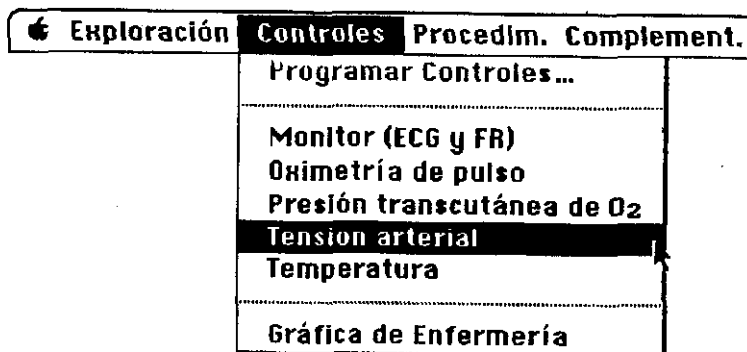 Exploración Controles Procedim. Complement.
Programar Controles...
Monitor (ECG y FR)
Oximetría de pulso
Presión transcutánea de O2
Tension arterial
Temperatura
Gráfica de Enfermería